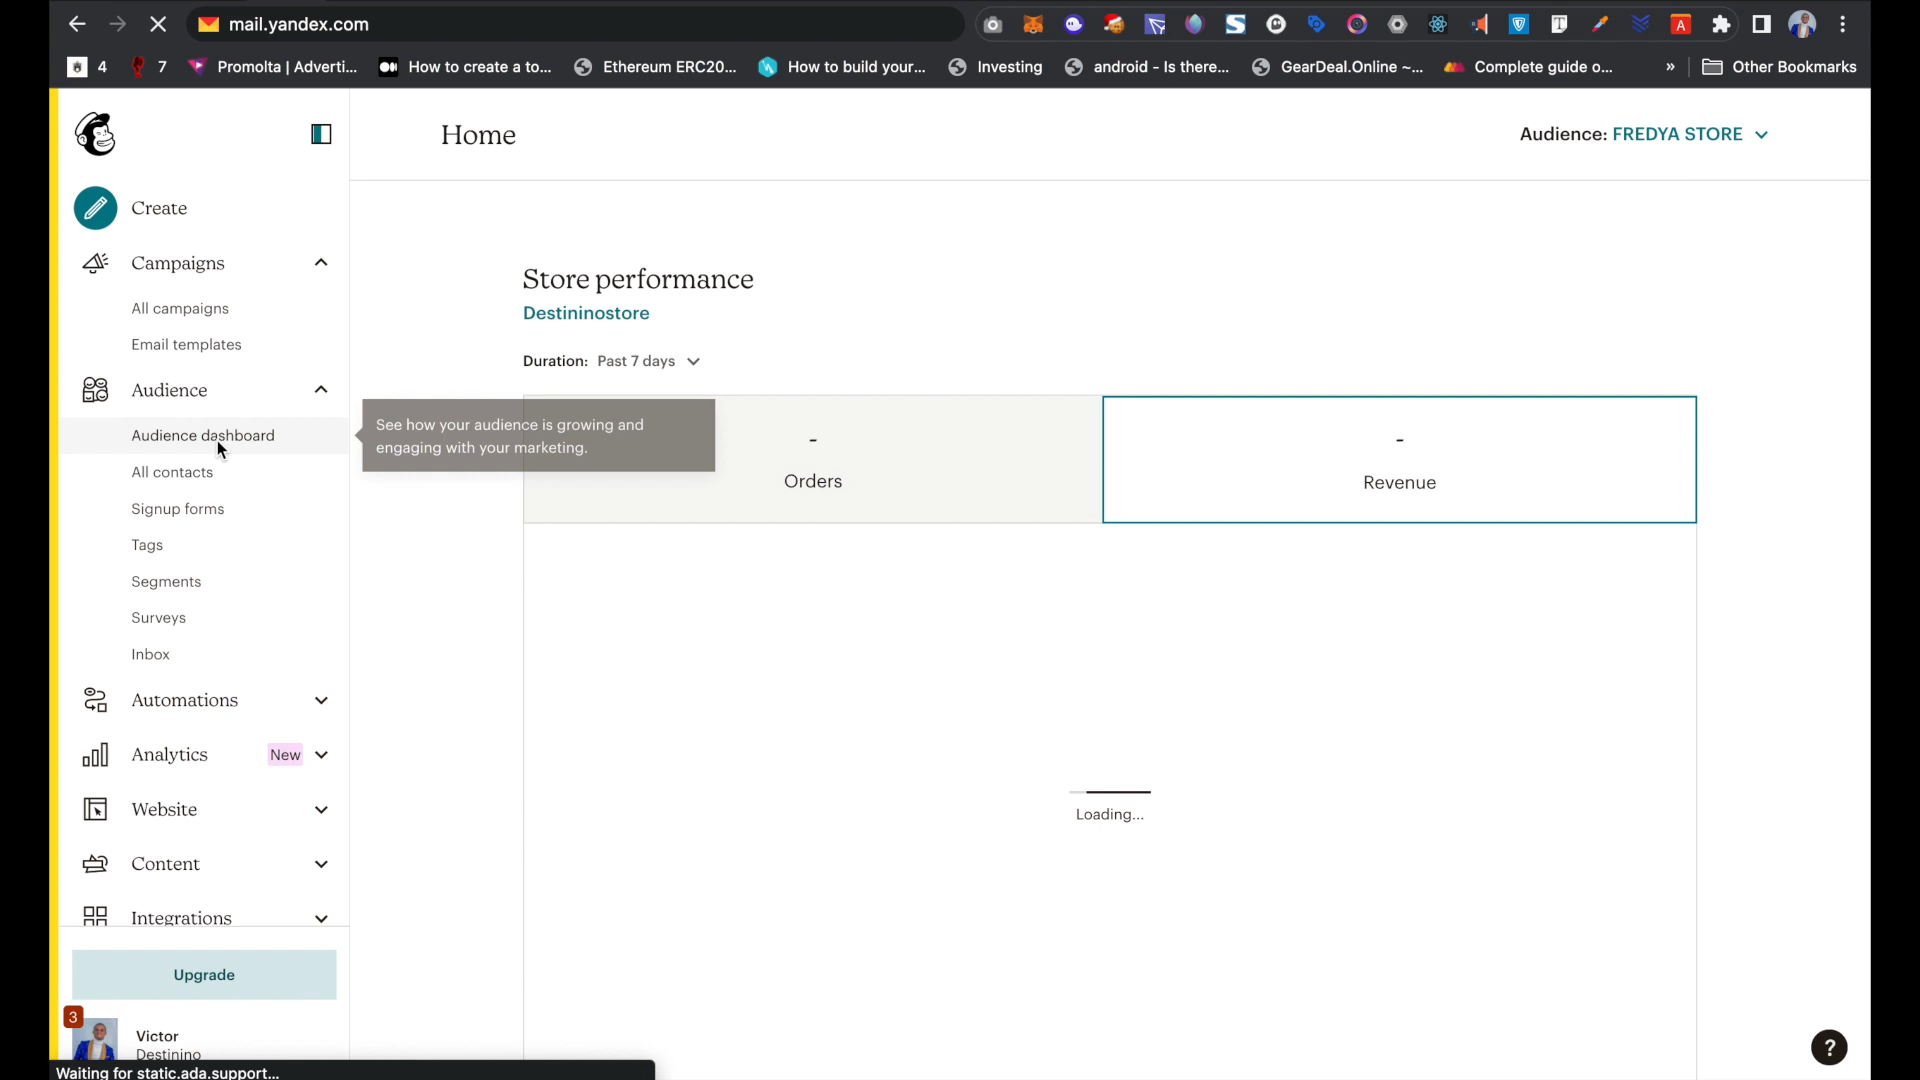 mail.yandex.com
4
7
Promolta | Adverti...
How to create a to...
Ethereum ERC20...
How to build your...
Investing
android - Is there...
GearDeal.Online ~...
Complete guide o...
»
Other Bookmarks
Home
Audience: FREDYA STORE
Create
Campaigns
All campaigns
Email templates
Audience
Audience dashboard
All contacts
Signup forms
Tags
Segments
Surveys
Inbox
Automations
Analytics New
Website
Content
Integrations
Upgrade
3
Victor
Destinino
Waiting for static.ada.support...
Store performance
Destininostore
Duration: Past 7 days
See how your audience is growing and
engaging with your marketing.
-
Orders
-
Revenue
Loading...
?